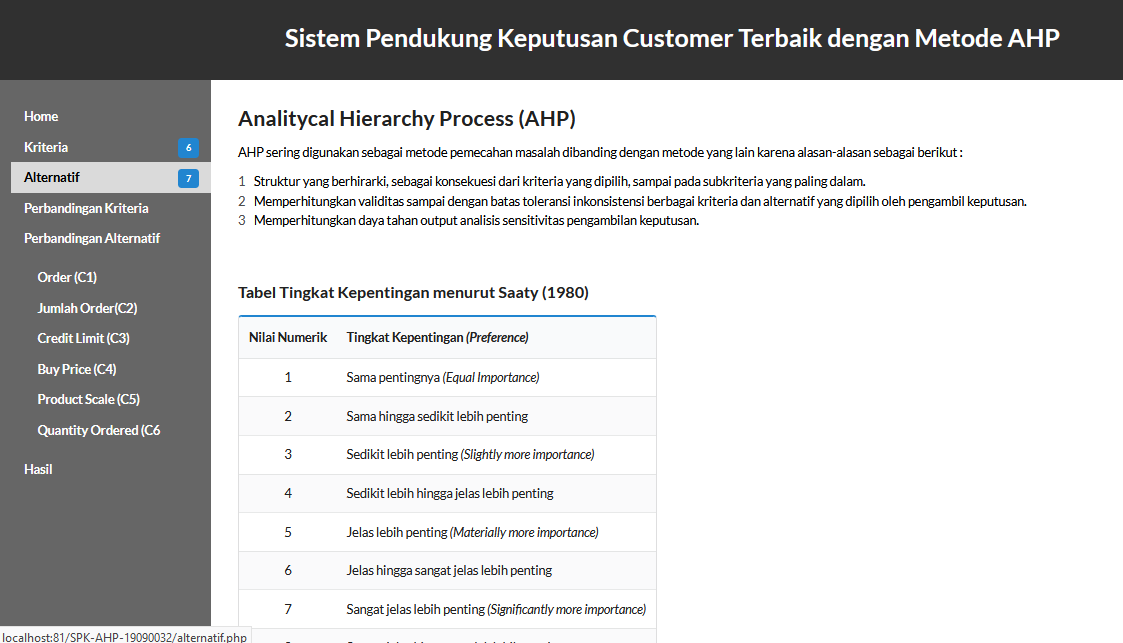 Sistem Pendukung Keputusan Customer Terbaik dengan Metode AHP
Home
Kriteria 6
Alternatif 7
Perbandingan Kriteria
Perbandingan Alternatif
Order (C1)
Jumlah Order(C2)
Credit Limit (C3)
Buy Price (C4)
Product Scale (C5)
Quantity Ordered (C6
Hasil
Analitycal Hierarchy Process (AHP)
AHP sering digunakan sebagai metode pemecahan masalah dibanding dengan metode yang lain karena alasan-alasan sebagai berikut :
1 Struktur yang berhirarki, sebagai konsekuesi dari kriteria yang dipilih, sampai pada subkriteria yang paling dalam.
2 Memperhitungkan validitas sampai dengan batas toleransi inkonsistensi berbagai kriteria dan alternatif yang dipilih oleh pengambil keputusan.
3 Memperhitungkan daya tahan output analisis sensitivitas pengambilan keputusan.
Tabel Tingkat Kepentingan menurut Saaty (1980)
Nilai Numerik Tingkat Kepentingan (Preference)
1 Sama pentingnya (Equal Importance)
2 Sama hingga sedikit lebih penting
3 Sedikit lebih penting (Slightly more importance)
4 Sedikit lebih hingga jelas lebih penting
5 Jelas lebih penting (Materially more importance)
6 Jelas hingga sangat jelas lebih penting
7 Sangat jelas lebih penting (Significantly more importance)
localhost:81/SPK-AHP-19090032/alternatif.php